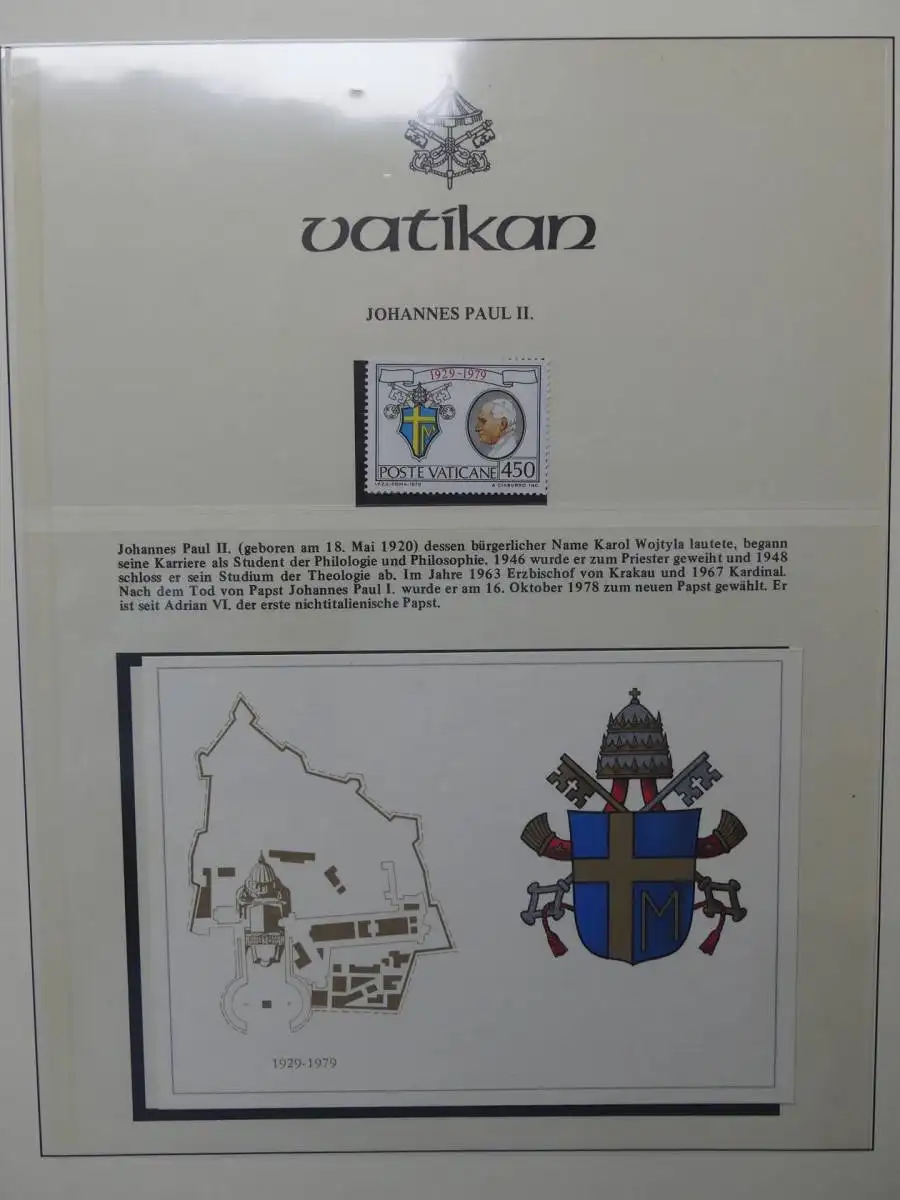 vatikan
JOHANNES PAUL II.
1929-1979
M
POSTE VATICANE 450
I.P.Z.S.-ROMA-1979
A. CIABURRO INC.
Johannes Paul II. (geboren am 18. Mai 1920) dessen bürgerlicher Name Karol Wojtyla lautete, begann
seine Karriere als Student der Philologie und Philosophie. 1946 wurde er zum Priester geweiht und 1948
schloss er sein Studium der Theologie ab. Im Jahre 1963 Erzbischof von Krakau und 1967 Kardinal.
Nach dem Tod von Papst Johannes Paul I. wurde er am 16. Oktober 1978 zum neuen Papst gewählt. Er
ist seit Adrian VI. der erste nichtitalienische Papst.
M
1929-1979